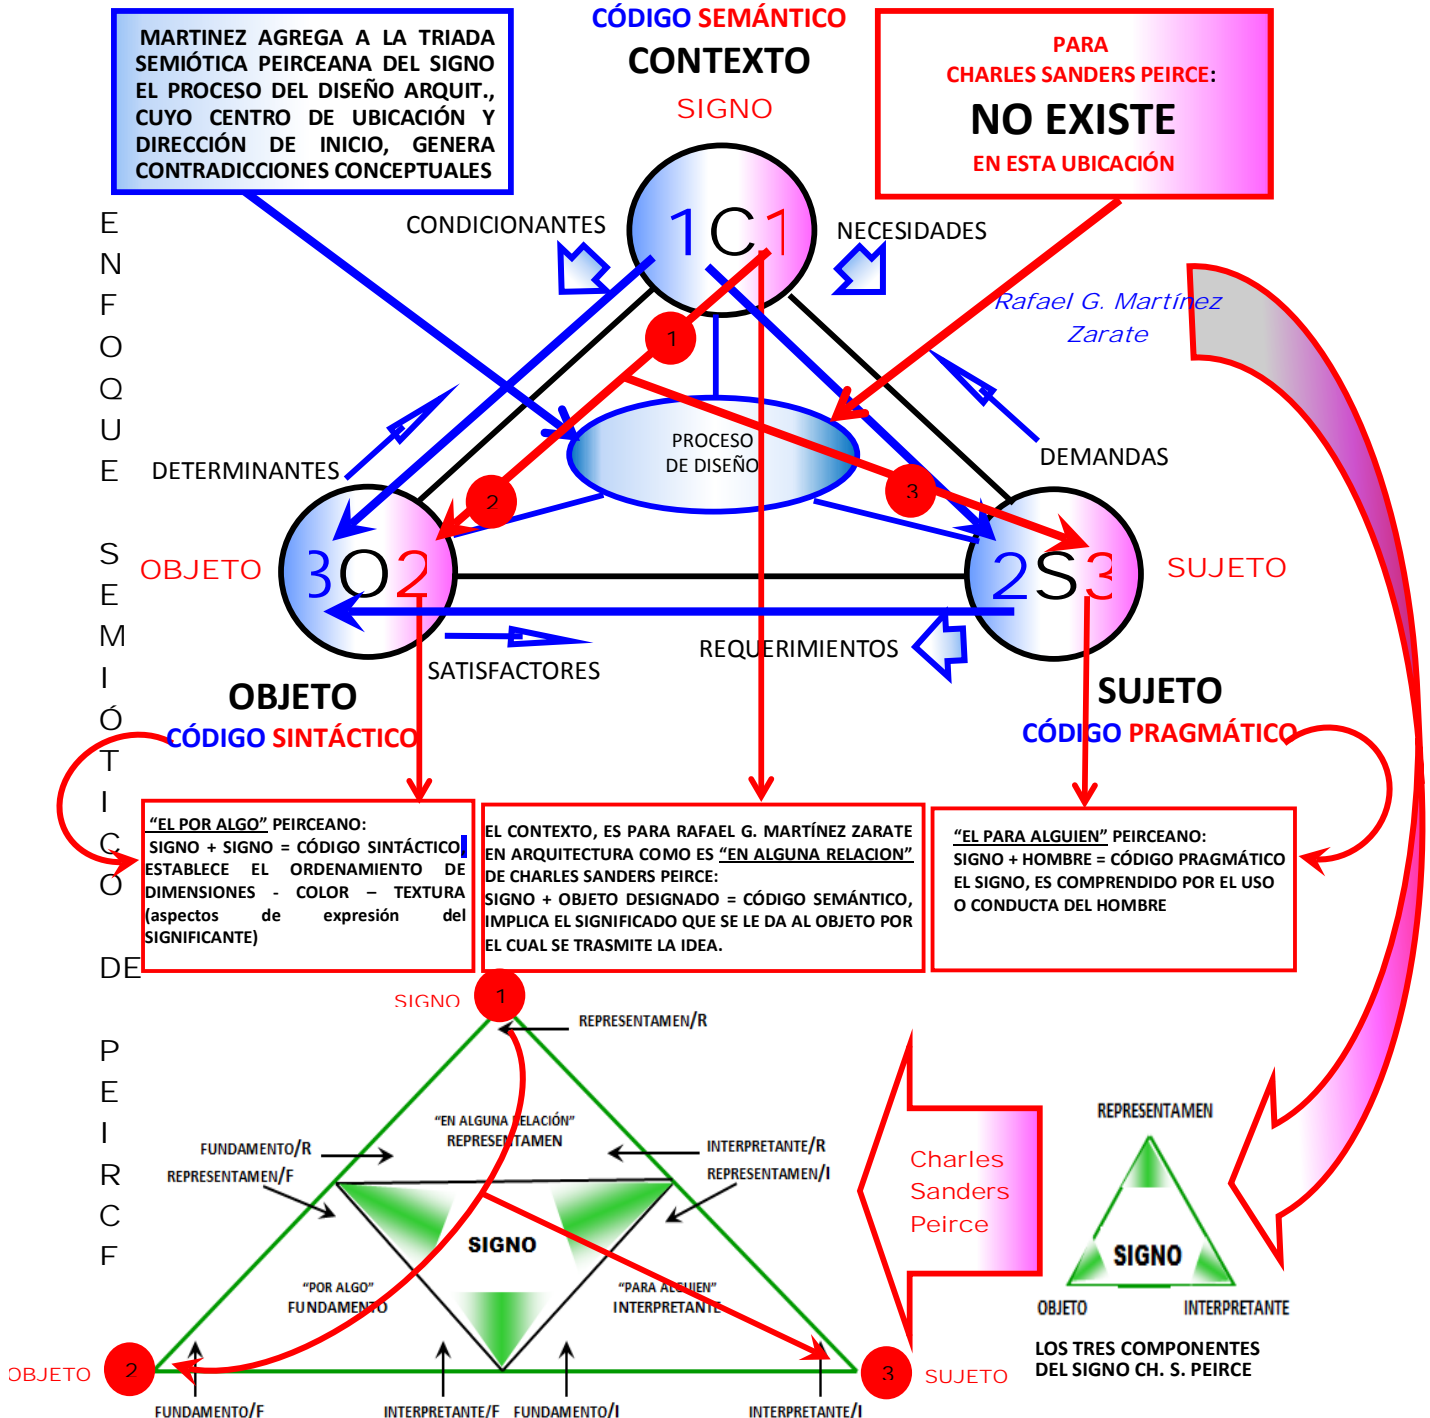 MARTINEZ AGREGA A LA TRIADA
SEMIÓTICA PEIRCEANA DEL SIGNO
EL PROCESO DEL DISEÑO ARQUIT.,
CUYO CENTRO DE UBICACIÓN Y
DIRECCIÓN DE INICIO, GENERA
CONTRADICCIONES CONCEPTUALES
CÓDIGO SEMÁNTICO
CONTEXTO
SIGNO
PARA
CHARLES SANDERS PEIRCE:
NO EXISTE
EN ESTA UBICACIÓN
ENFOQUE SEMIÓTICO DE PEIRCE
CONDICIONANTES
1C1
NECESIDADES
Rafael G. Martínez
Zarate
1
PROCESO
DE DISEÑO
DETERMINANTES
DEMANDAS
2
3
OBJETO
3O2
2S3
SUJETO
SATISFACTORES
REQUERIMIENTOS
OBJETO
CÓDIGO SINTÁCTICO
SUJETO
CÓDIGO PRAGMÁTICO
“EL POR ALGO” PEIRCEANO:
SIGNO + SIGNO = CÓDIGO SINTÁCTICO,
ESTABLECE EL ORDENAMIENTO DE
DIMENSIONES - COLOR – TEXTURA
(aspectos de expresión del
SIGNIFICANTE)
EL CONTEXTO, ES PARA RAFAEL G. MARTÍNEZ ZARATE
EN ARQUITECTURA COMO ES “EN ALGUNA RELACION”
DE CHARLES SANDERS PEIRCE:
SIGNO + OBJETO DESIGNADO = CÓDIGO SEMÁNTICO,
IMPLICA EL SIGNIFICADO QUE SE LE DA AL OBJETO POR
EL CUAL SE TRASMITE LA IDEA.
“EL PARA ALGUIEN” PEIRCEANO:
SIGNO + HOMBRE = CÓDIGO PRAGMÁTICO
EL SIGNO, ES COMPRENDIDO POR EL USO
O CONDUCTA DEL HOMBRE
SIGNO
1
REPRESENTAMEN/R
“EN ALGUNA RELACIÓN”
REPRESENTAMEN
FUNDAMENTO/R
REPRESENTAMEN/F
INTERPRETANTE/R
REPRESENTAMEN/I
SIGNO
“POR ALGO”
FUNDAMENTO
“PARA ALGUIEN”
INTERPRETANTE
OBJETO
2
3
SUJETO
FUNDAMENTO/F
INTERPRETANTE/F
FUNDAMENTO/I
INTERPRETANTE/I
Charles
Sanders
Peirce
REPRESENTAMEN
SIGNO
OBJETO
INTERPRETANTE
LOS TRES COMPONENTES
DEL SIGNO CH. S. PEIRCE